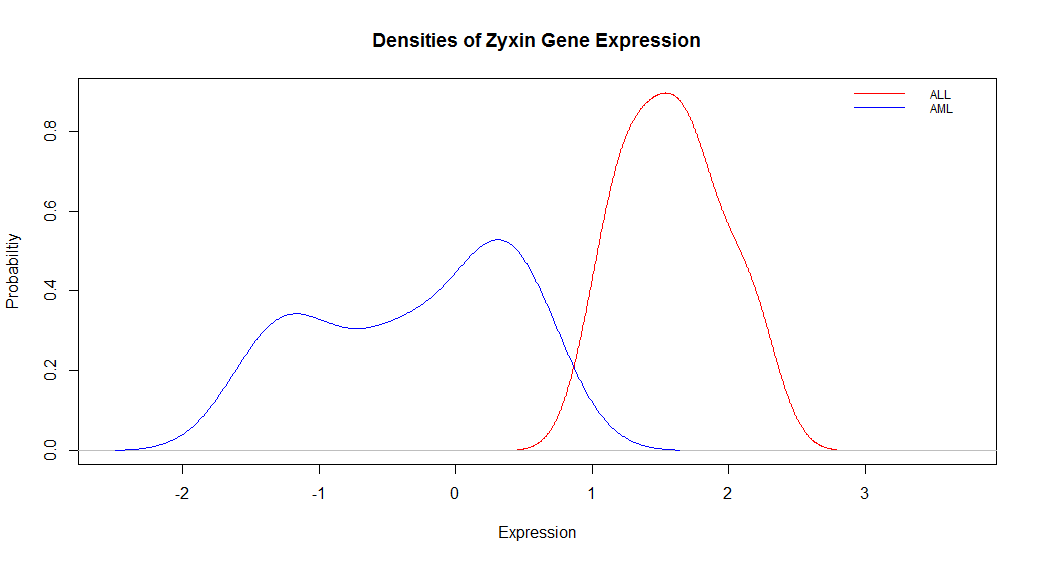 Densities of Zyxin Gene Expression
ALL
AML
0.8
0.6
0.4
0.2
0.0
Probabiltiy
-2 -1 0 1 2 3
Expression